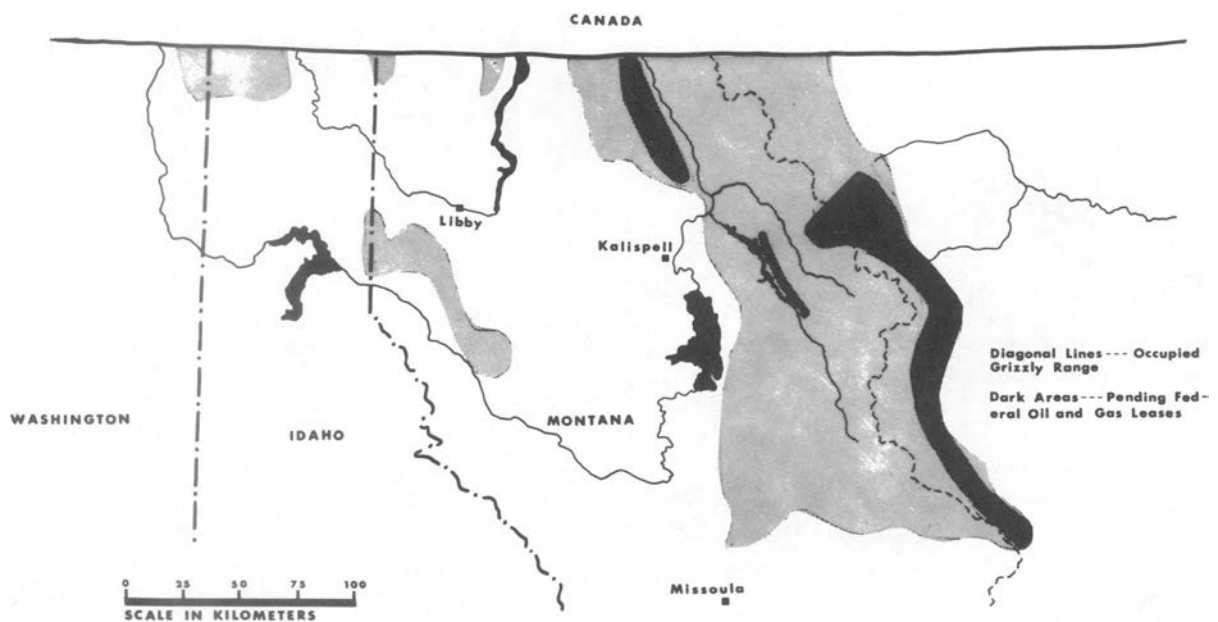 CANADA
Libby
Kalispell
Diagonal Lines --- Occupied
Grizzly Range
Dark Areas --- Pending Fed-
eral Oil and Gas Leases
WASHINGTON
IDAHO
MONTANA
Missoula
0 25 50 75 100
SCALE IN KILOMETERS